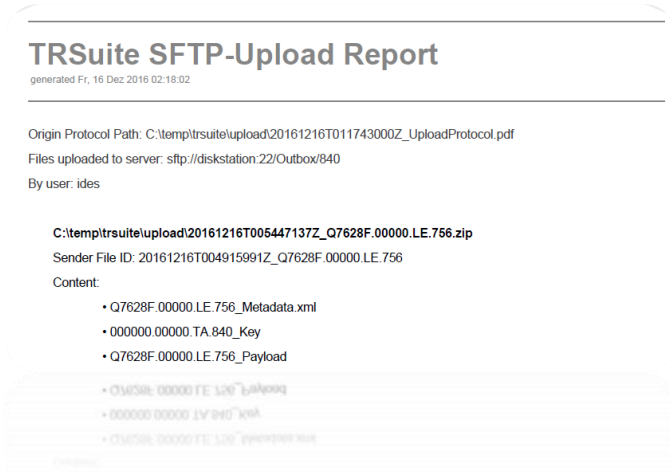 TRSuite SFTP-Upload Report
generated Fr, 16 Dez 2016 02:18:02
Origin Protocol Path: C:\temp\trsuite\upload\20161216T011743000Z_UploadProtocol.pdf
Files uploaded to server: sftp://diskstation:22/Outbox/840
By user: ides
C:\temp\trsuite\upload\20161216T005447137Z_Q7628F.00000.LE.756.zip
Sender File ID: 20161216T004915991Z_Q7628F.00000.LE.756
Content:
• Q7628F.00000.LE.756_Metadata.xml
• 000000.00000.TA.840_Key
• Q7628F.00000.LE.756_Payload